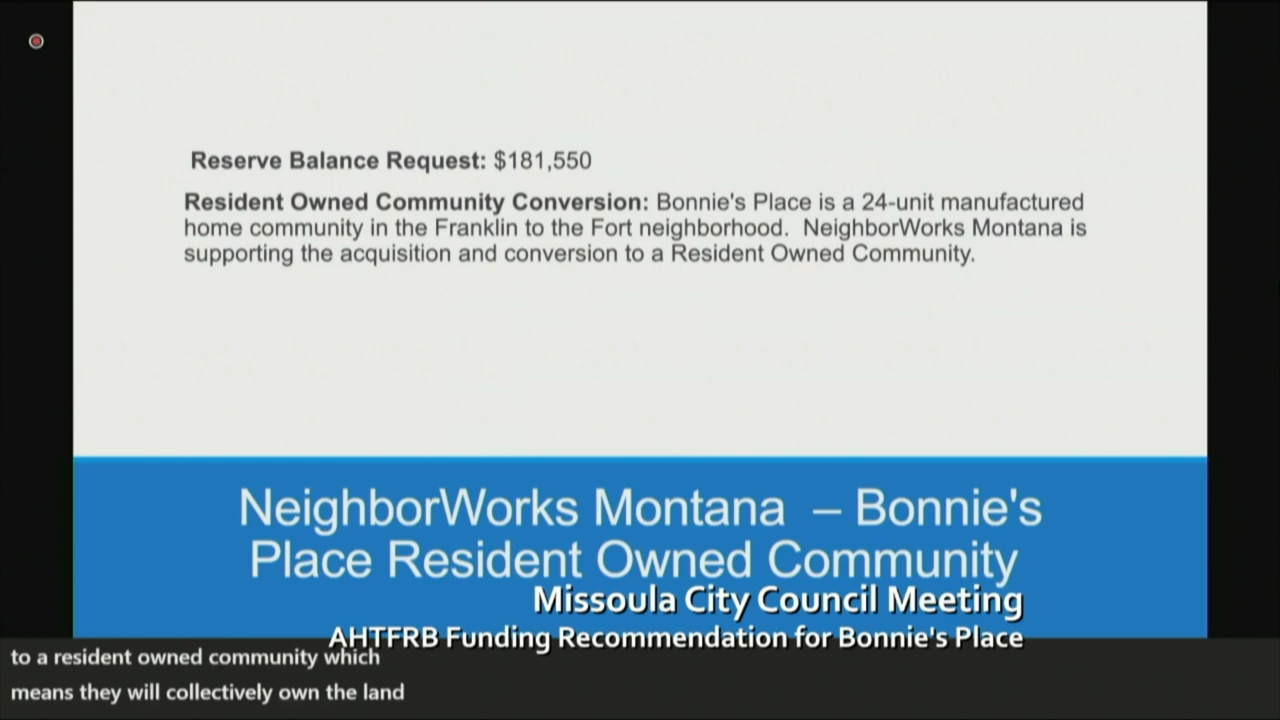 Reserve Balance Request: $181,550
Resident Owned Community Conversion: Bonnie's Place is a 24-unit manufactured
home community in the Franklin to the Fort neighborhood. NeighborWorks Montana is
supporting the acquisition and conversion to a Resident Owned Community.
NeighborWorks Montana – Bonnie's
Place Resident Owned Community
Missoula City Council Meeting
AHTFRB Funding Recommendation for Bonnie's Place
to a resident owned community which
means they will collectively own the land